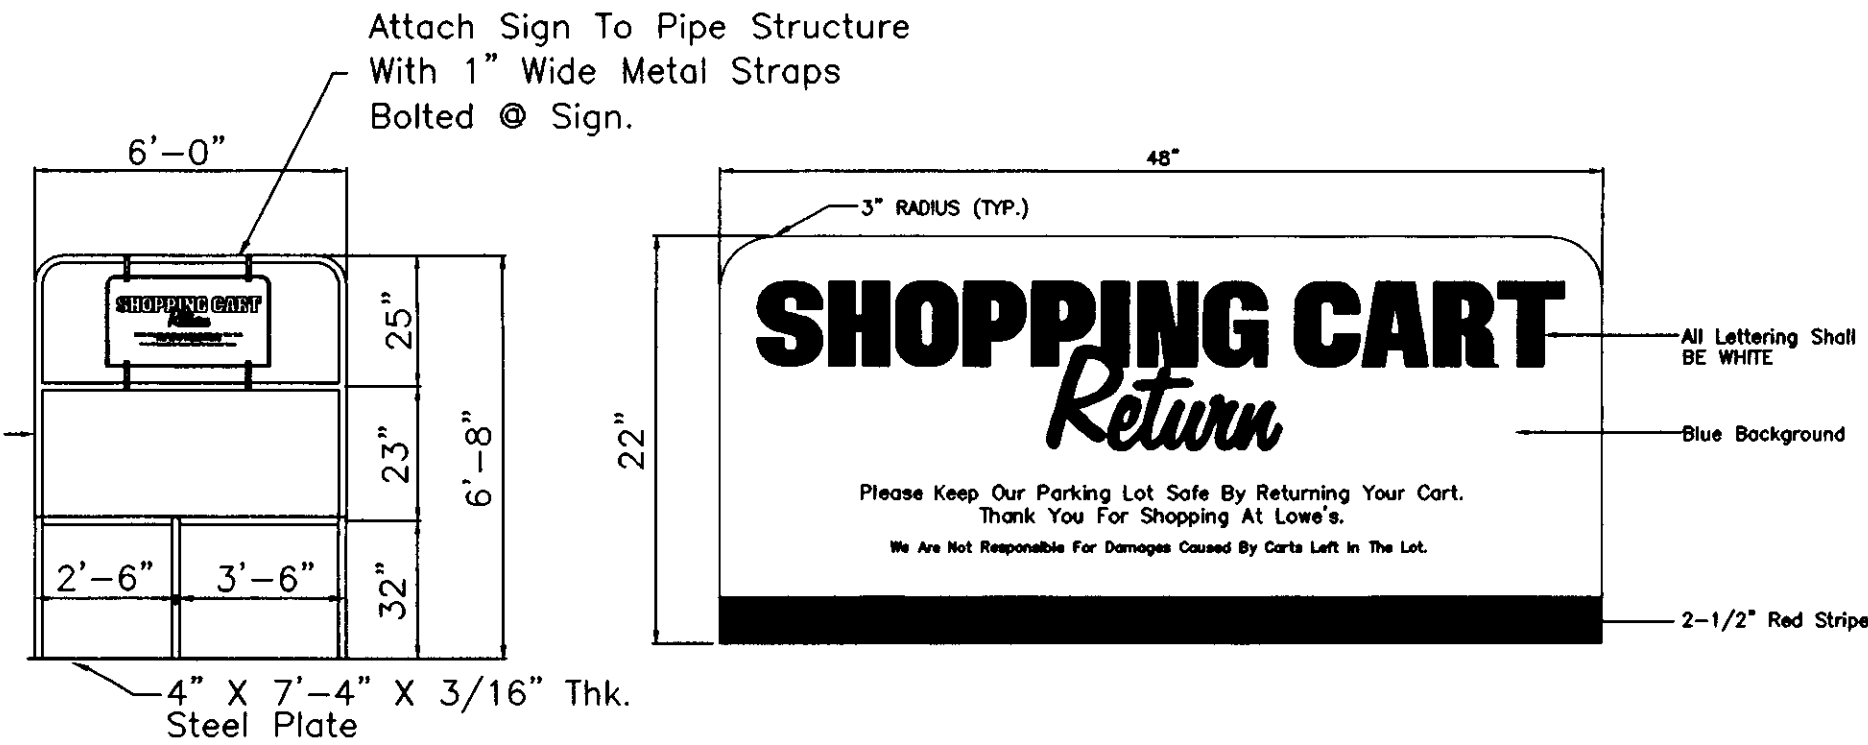 Attach Sign To Pipe Structure
With 1" Wide Metal Straps
Bolted @ Sign.
6'-0"
SHOPPING CART
Return
25"
23"
6'-8"
2'-6"
3'-6"
32"
4" X 7'-4" X 3/16" Thk.
Steel Plate
48"
3" RADIUS (TYP.)
22"
SHOPPING CART
Return
Please Keep Our Parking Lot Safe By Returning Your Cart.
Thank You For Shopping At Lowe's.
We Are Not Responsible For Damages Caused By Carts Left In The Lot.
All Lettering Shall
BE WHITE
Blue Background
2-1/2" Red Stripe